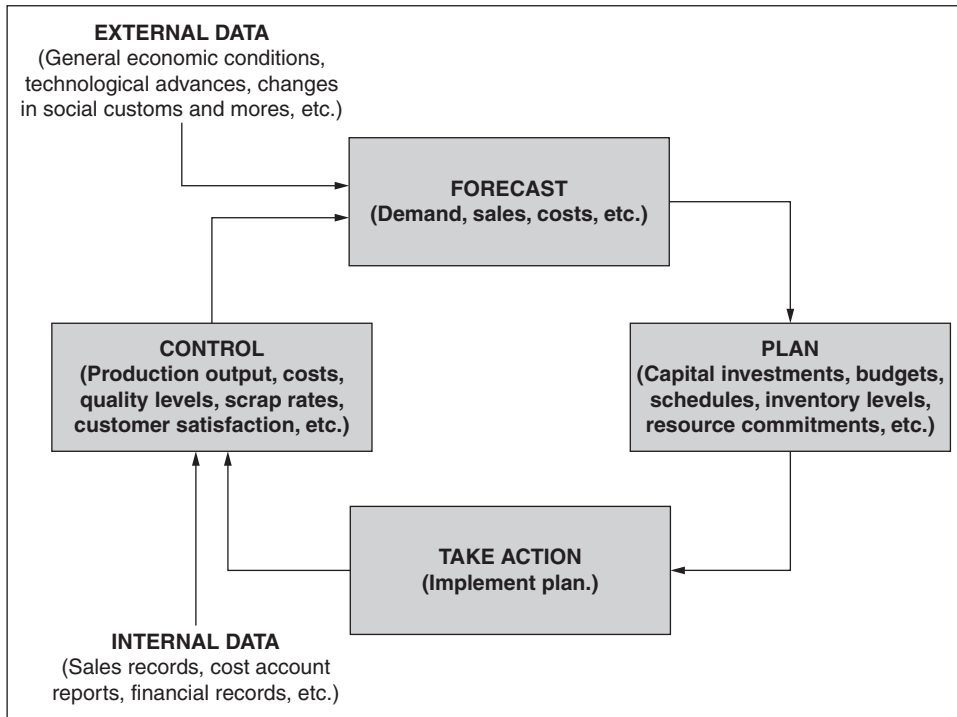 EXTERNAL DATA
(General economic conditions,
technological advances, changes
in social customs and mores, etc.)
FORECAST
(Demand, sales, costs, etc.)
CONTROL
(Production output, costs,
quality levels, scrap rates,
customer satisfaction, etc.)
PLAN
(Capital investments, budgets,
schedules, inventory levels,
resource commitments, etc.)
TAKE ACTION
(Implement plan.)
INTERNAL DATA
(Sales records, cost account
reports, financial records, etc.)